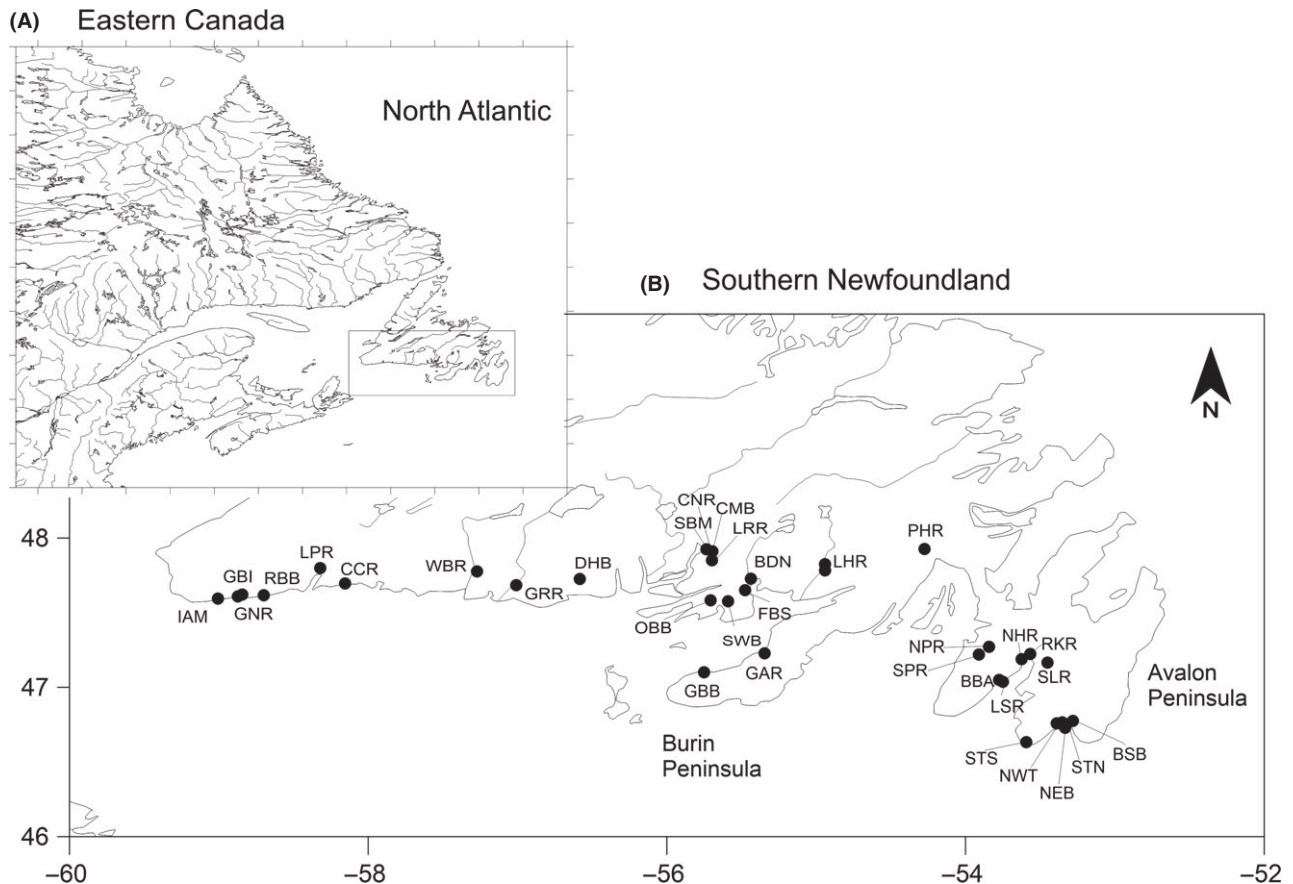 (A) Eastern Canada
North Atlantic
(B) Southern Newfoundland
N
48
47
46
-60
-58
-56
-54
-52
CNR
CMB
SBM
LRR
PHR
LPR
CCR
WBR
BDN
LHR
GBI
RBB
DHB
GRR
IAM
GNR
OBB
FBS
SWB
NPR
NHR
RKR
SPR
GAR
GBB
BBA
SLR
LSR
Avalon
Peninsula
Burin
Peninsula
STS
NWT
STN
BSB
NEB